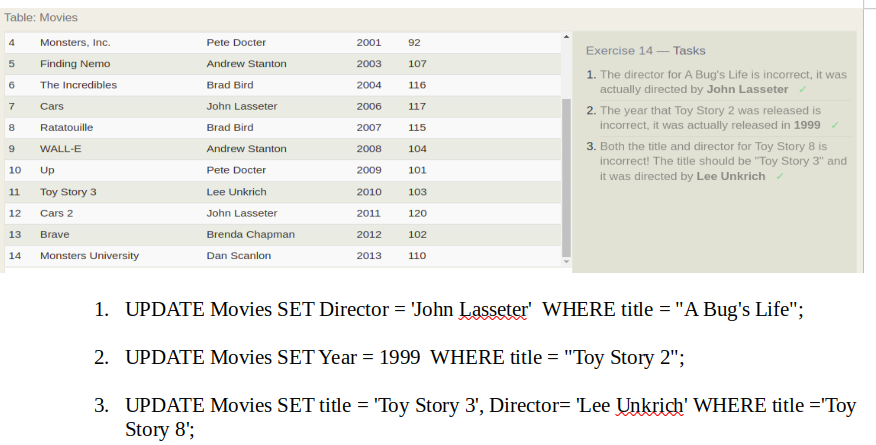 Table: Movies
4 Monsters, Inc. Pete Docter 2001 92
5 Finding Nemo Andrew Stanton 2003 107
6 The Incredibles Brad Bird 2004 116
7 Cars John Lasseter 2006 117
8 Ratatouille Brad Bird 2007 115
9 WALL-E Andrew Stanton 2008 104
10 Up Pete Docter 2009 101
11 Toy Story 3 Lee Unkrich 2010 103
12 Cars 2 John Lasseter 2011 120
13 Brave Brenda Chapman 2012 102
14 Monsters University Dan Scanlon 2013 110
Exercise 14 — Tasks
1. The director for A Bug's Life is incorrect, it was
actually directed by John Lasseter ✓
2. The year that Toy Story 2 was released is
incorrect, it was actually released in 1999 ✓
3. Both the title and director for Toy Story 8 is
incorrect! The title should be "Toy Story 3" and
it was directed by Lee Unkrich ✓
1. UPDATE Movies SET Director = 'John Lasseter' WHERE title = "A Bug's Life";
2. UPDATE Movies SET Year = 1999 WHERE title = "Toy Story 2";
3. UPDATE Movies SET title = 'Toy Story 3', Director= 'Lee Unkrich' WHERE title ='Toy
Story 8';